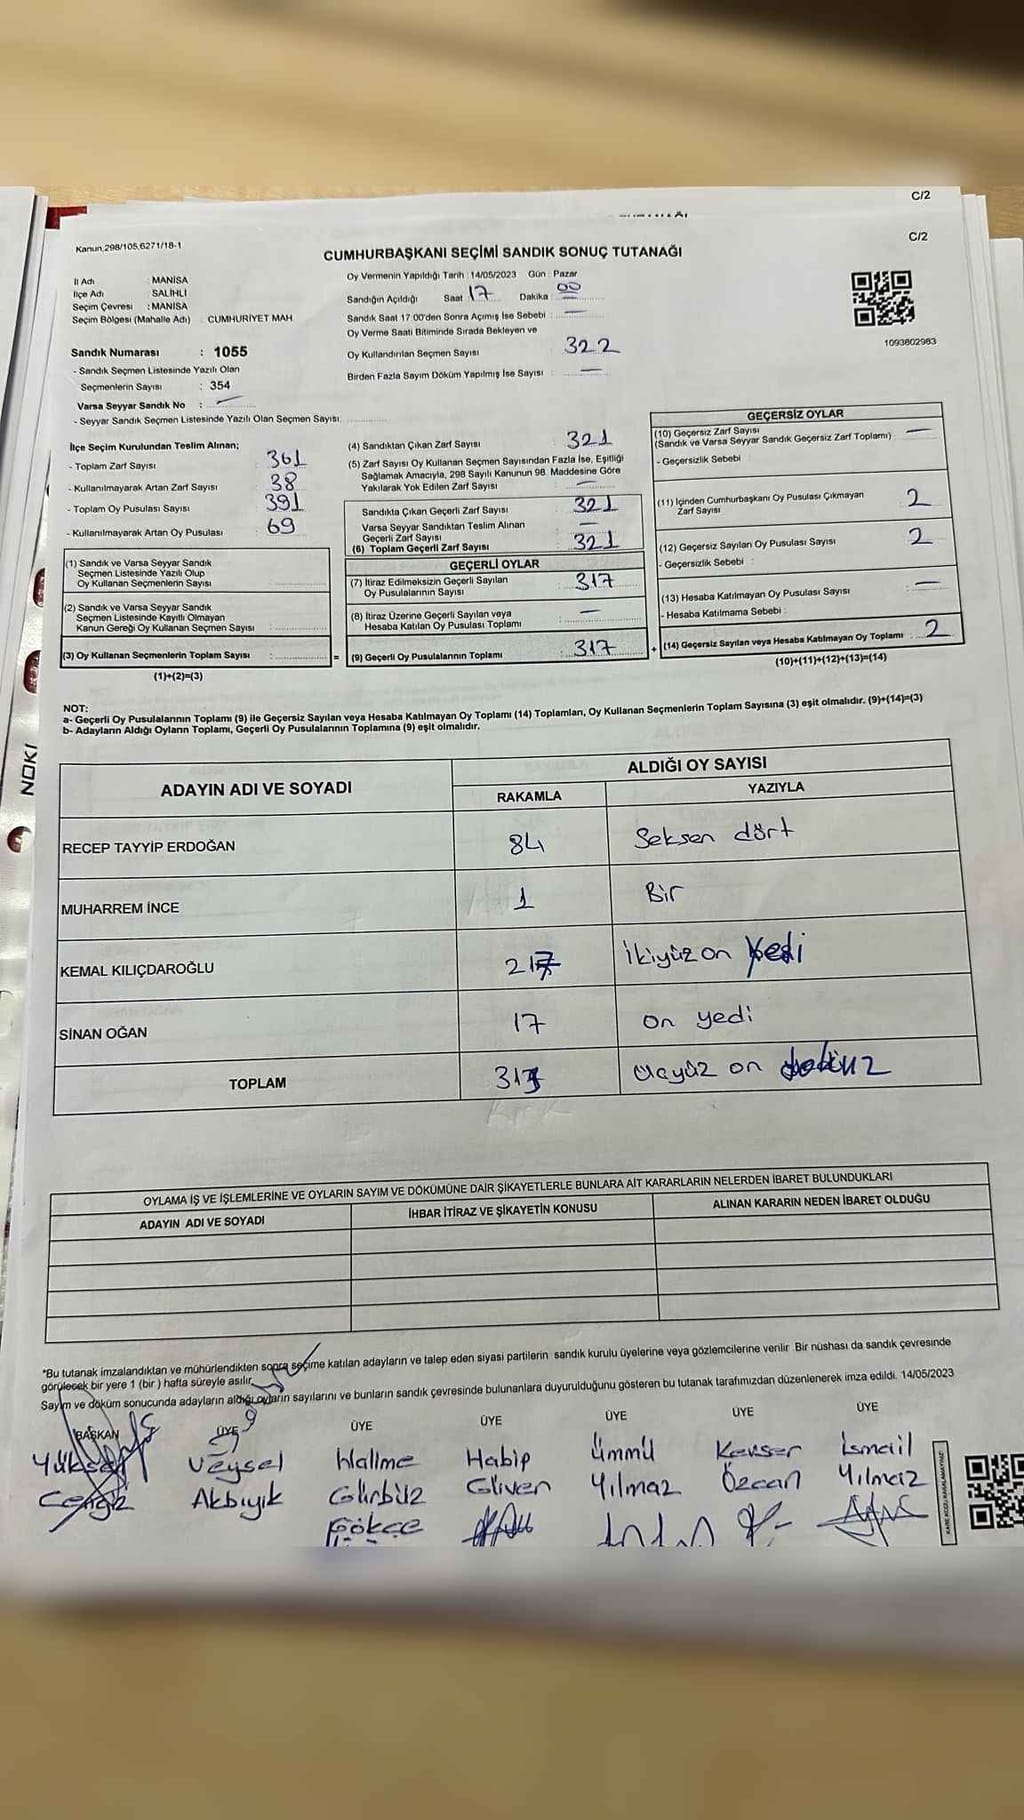 C/2
C/2
Kanun,298/105,6271/18-1
CUMHURBAŞKANI SEÇİMİ SANDIK SONUÇ TUTANAĞI
İl Adı : MANİSA
İlçe Adı SALİHLİ
Seçim Çevresi : MANİSA
Seçim Bölgesi (Mahalle Adı) : CUMHURİYET MAH
Sandık Numarası : 1055
- Sandık Seçmen Listesinde Yazılı Olan
Seçmenlerin Sayısı : 354
Varsa Seyyar Sandık No : —
- Seyyar Sandık Seçmen Listesinde Yazılı Olan Seçmen Sayısı:
Oy Vermenin Yapıldığı Tarih : 14/05/2023 Gün : Pazar
Sandığın Açıldığı Saat 17 Dakika 00
Sandık Saat 17:00'den Sonra Açımış İse Sebebi : —
Oy Verme Saati Bitiminde Sırada Bekleyen ve
Oy Kullandırılan Seçmen Sayısı : 322
Birden Fazla Sayım Döküm Yapılmış İse Sayısı : —
1093802983
İlçe Seçim Kurulundan Teslim Alınan;
- Toplam Zarf Sayısı : 361
- Kullanılmayarak Artan Zarf Sayısı : 38
- Toplam Oy Pusulası Sayısı : 391
- Kullanılmayarak Artan Oy Pusulası : 69
(1) Sandık ve Varsa Seyyar Sandık
Seçmen Listesinde Yazılı Olup
Oy Kullanan Seçmenlerin Sayısı
(2) Sandık ve Varsa Seyyar Sandık
Seçmen Listesinde Kayıtlı Olmayan
Kanun Gereği Oy Kullanan Seçmen Sayısı
(3) Oy Kullanan Seçmenlerin Toplam Sayısı =
(1)+(2)=(3)
(4) Sandıktan Çıkan Zarf Sayısı : 321
(5) Zarf Sayısı Oy Kullanan Seçmen Sayısından Fazla İse, Eşitliği
Sağlamak Amacıyla, 298 Sayılı Kanunun 98. Maddesine Göre
Yakılarak Yok Edilen Zarf Sayısı : —
Sandıkta Çıkan Geçerli Zarf Sayısı : 321
Varsa Seyyar Sandıktan Teslim Alınan
Geçerli Zarf Sayısı : —
(6) Toplam Geçerli Zarf Sayısı : 321
GEÇERLİ OYLAR
(7) İtiraz Edilmeksizin Geçerli Sayılan
Oy Pusulalarının Sayısı : 317
(8) İtiraz Üzerine Geçerli Sayılan veya
Hesaba Katılan Oy Pusulası Toplamı : —
(9) Geçerli Oy Pusulalarının Toplamı : 317 +
GEÇERSİZ OYLAR
(10) Geçersiz Zarf Sayısı
(Sandık ve Varsa Seyyar Sandık Geçersiz Zarf Toplamı) —
- Geçersizlik Sebebi :
(11) İçinden Cumhurbaşkanı Oy Pusulası Çıkmayan
Zarf Sayısı 2
(12) Geçersiz Sayılan Oy Pusulası Sayısı 2
- Geçersizlik Sebebi :
(13) Hesaba Katılmayan Oy Pusulası Sayısı —
- Hesaba Katılmama Sebebi :
(14) Geçersiz Sayılan veya Hesaba Katılmayan Oy Toplamı : 2
(10)+(11)+(12)+(13)=(14)
NOT:
a- Geçerli Oy Pusulalarının Toplamı (9) ile Geçersiz Sayılan veya Hesaba Katılmayan Oy Toplamı (14) Toplamları, Oy Kullanan Seçmenlerin Toplam Sayısına (3) eşit olmalıdır. (9)+(14)=(3)
b- Adayların Aldığı Oyların Toplamı, Geçerli Oy Pusulalarının Toplamına (9) eşit olmalıdır.
ADAYIN ADI VE SOYADI ALDIĞI OY SAYISI
RAKAMLA YAZIYLA
RECEP TAYYİP ERDOĞAN 84 Seksen dört
MUHARREM İNCE 1 Bir
KEMAL KILIÇDAROĞLU 217 ikiyüz on yedi
SİNAN OĞAN 17 on yedi
TOPLAM üçyüz on
OYLAMA İŞ VE İŞLEMLERİNE VE OYLARIN SAYIM VE DÖKÜMÜNE DAİR ŞİKAYETLERLE BUNLARA AİT KARARLARIN NELERDEN İBARET BULUNDUKLARI
ADAYIN ADI VE SOYADI İHBAR İTİRAZ VE ŞİKAYETİN KONUSU ALINAN KARARIN NEDEN İBARET OLDUĞU
*Bu tutanak imzalandıktan ve mühürlendikten sonra seçime katılan adayların ve talep eden siyasi partilerin sandık kurulu üyelerine veya gözlemcilerine verilir Bir nüshası da sandık çevresinde
görülecek bir yere 1 (bir) hafta süreyle asılır.
Sayım ve döküm sonucunda adayların aldığı oyların sayılarını ve bunların sandık çevresinde bulunanlara duyurulduğunu gösteren bu tutanak tarafımızdan düzenlenerek imza edildi. 14/05/2023
BAŞKAN ÜYE ÜYE ÜYE ÜYE ÜYE ÜYE
Yüksel Veysel Halime Habip Ümmü Kevser İsmail
Cengiz Akbıyık Gürbüz Güven Yılmaz Özcan Yılmaz
Gökçe
NOKI